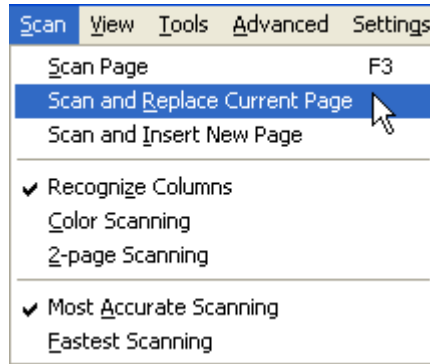 Scan View Tools Advanced Settings
Scan Page F3
Scan and Replace Current Page
Scan and Insert New Page
Recognize Columns
Color Scanning
2-page Scanning
Most Accurate Scanning
Fastest Scanning